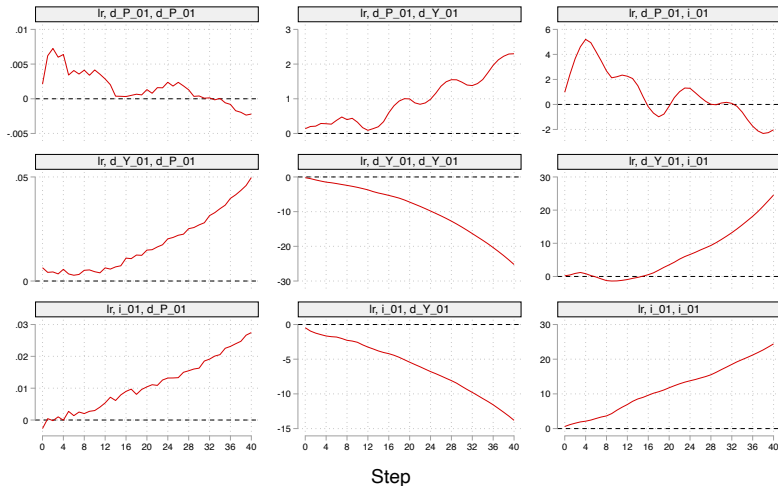 lr, d_P_01, d_P_01
.01
.005
0
-.005
lr, d_P_01, d_Y_01
3
2
1
0
lr, d_P_01, i_01
6
4
2
0
-2
lr, d_Y_01, d_P_01
.05
0
lr, d_Y_01, d_Y_01
0
-10
-20
-30
lr, d_Y_01, i_01
30
20
10
0
lr, i_01, d_P_01
.03
.02
.01
0
0 4 8 12 16 20 24 28 32 36 40
lr, i_01, d_Y_01
0
-5
-10
-15
0 4 8 12 16 20 24 28 32 36 40
lr, i_01, i_01
30
20
10
0
0 4 8 12 16 20 24 28 32 36 40
Step